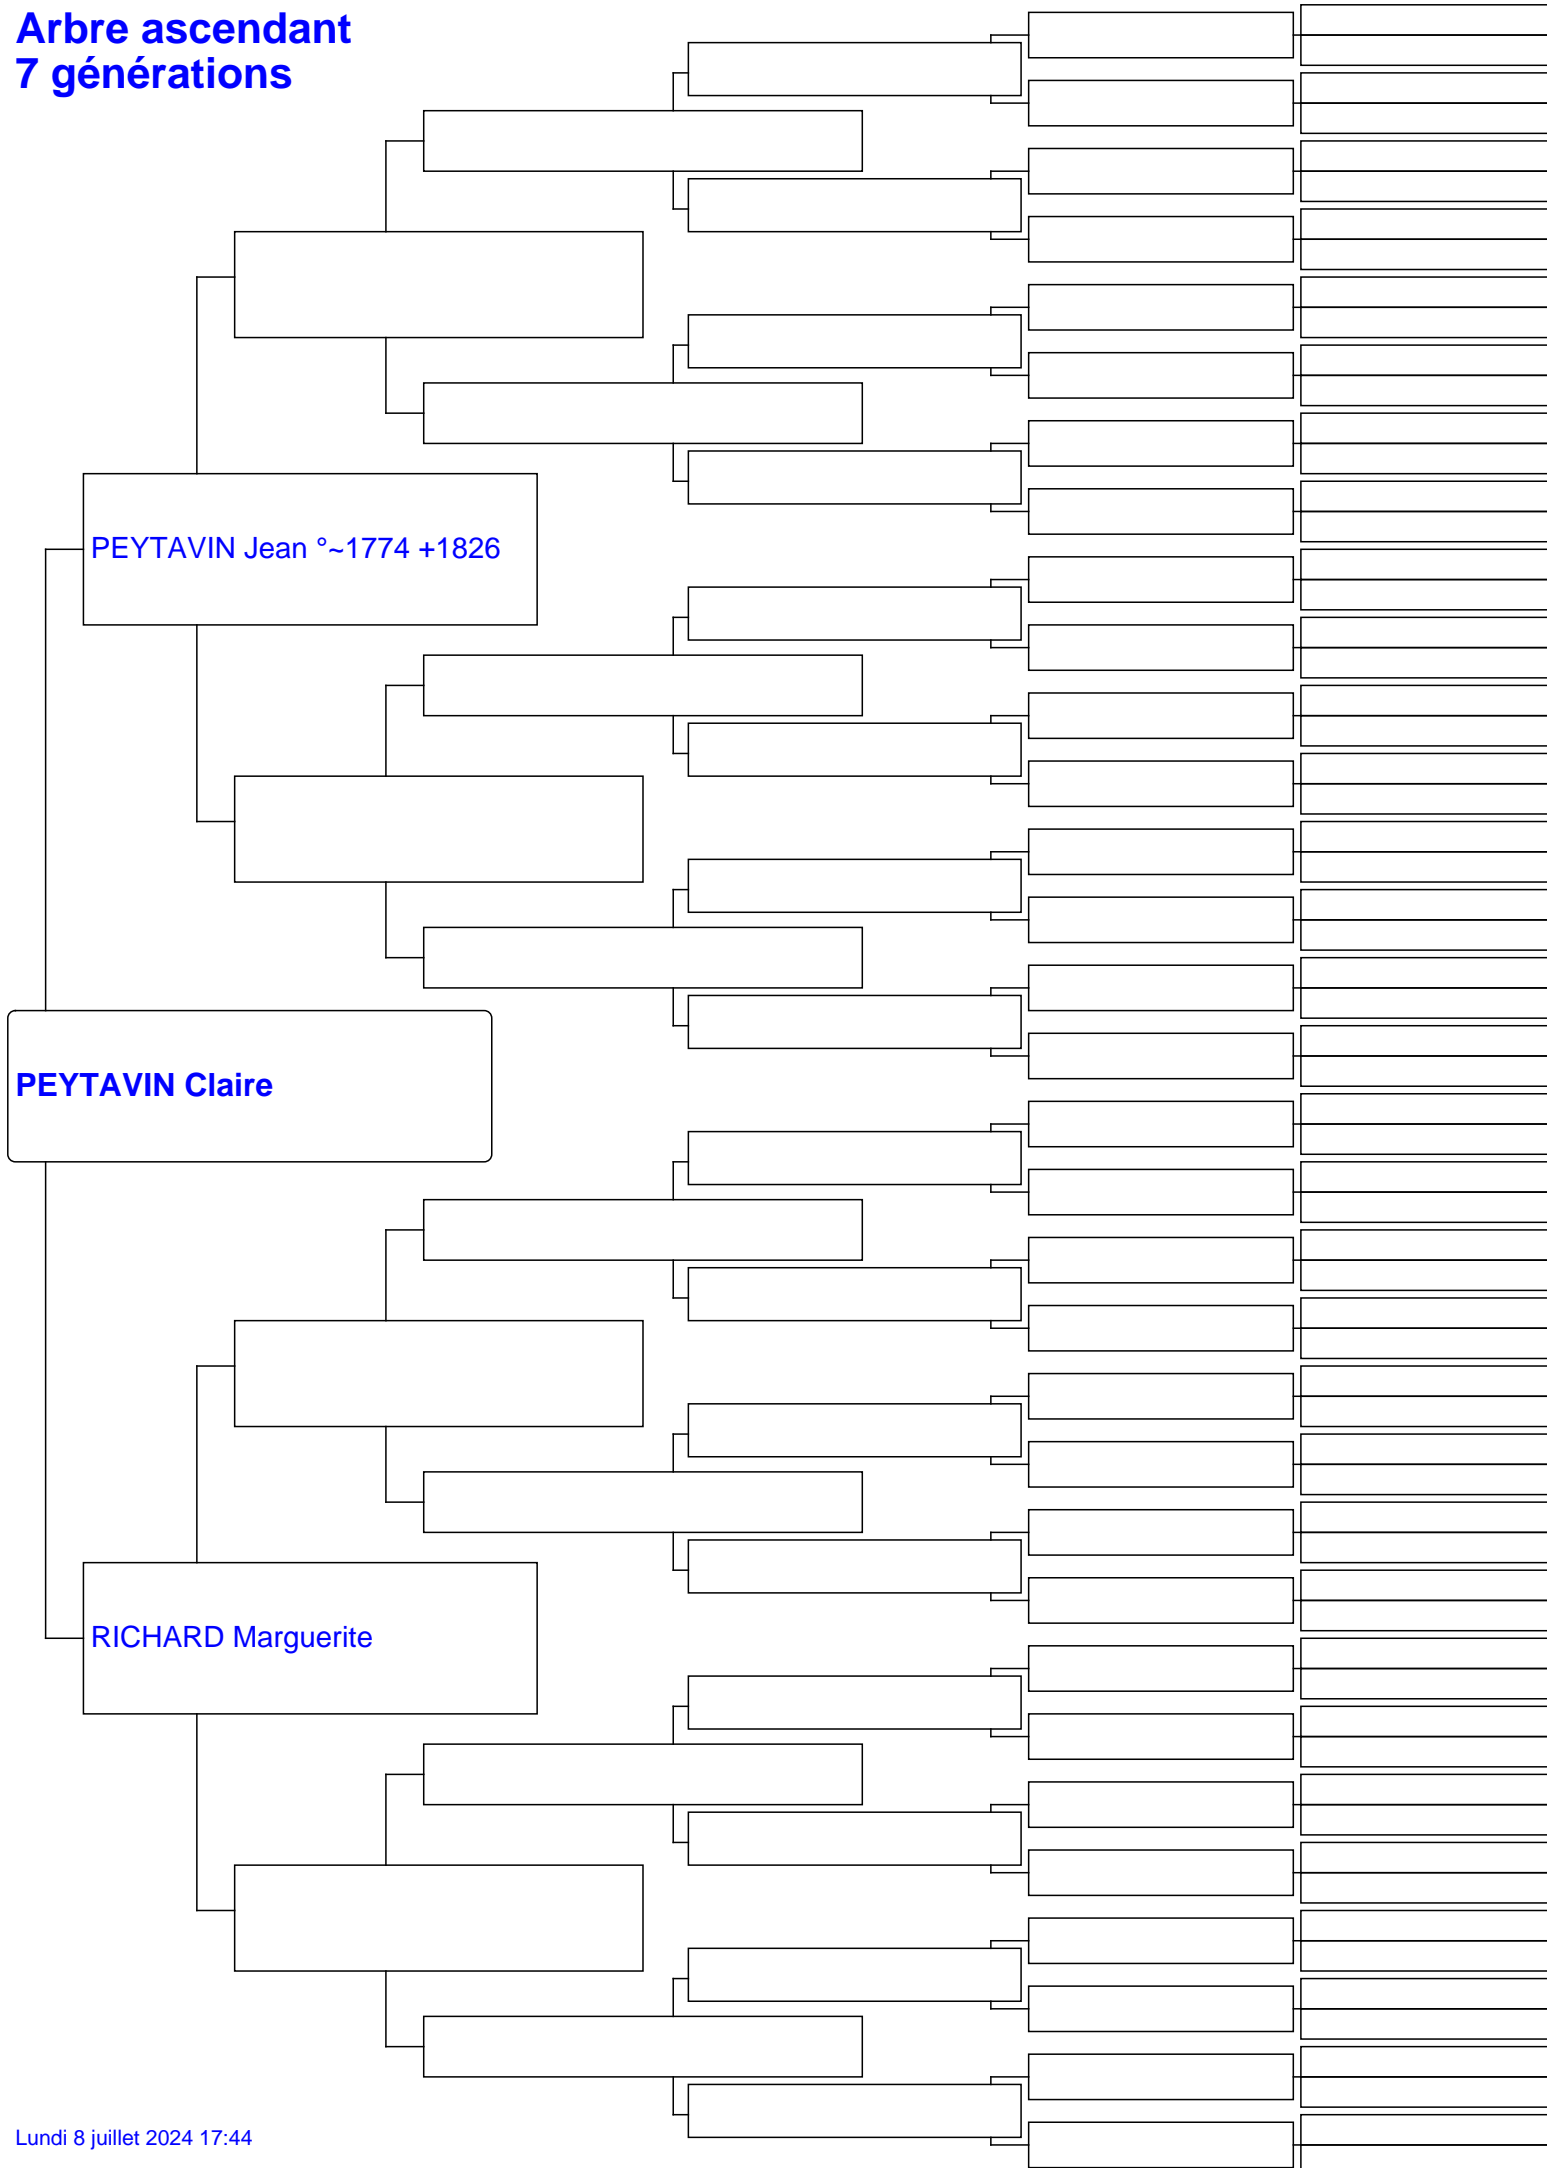 Arbre ascendant
7 générations
PEYTAVIN Jean °~1774 +1826
PEYTAVIN Claire
RICHARD Marguerite
Lundi 8 juillet 2024 17:44